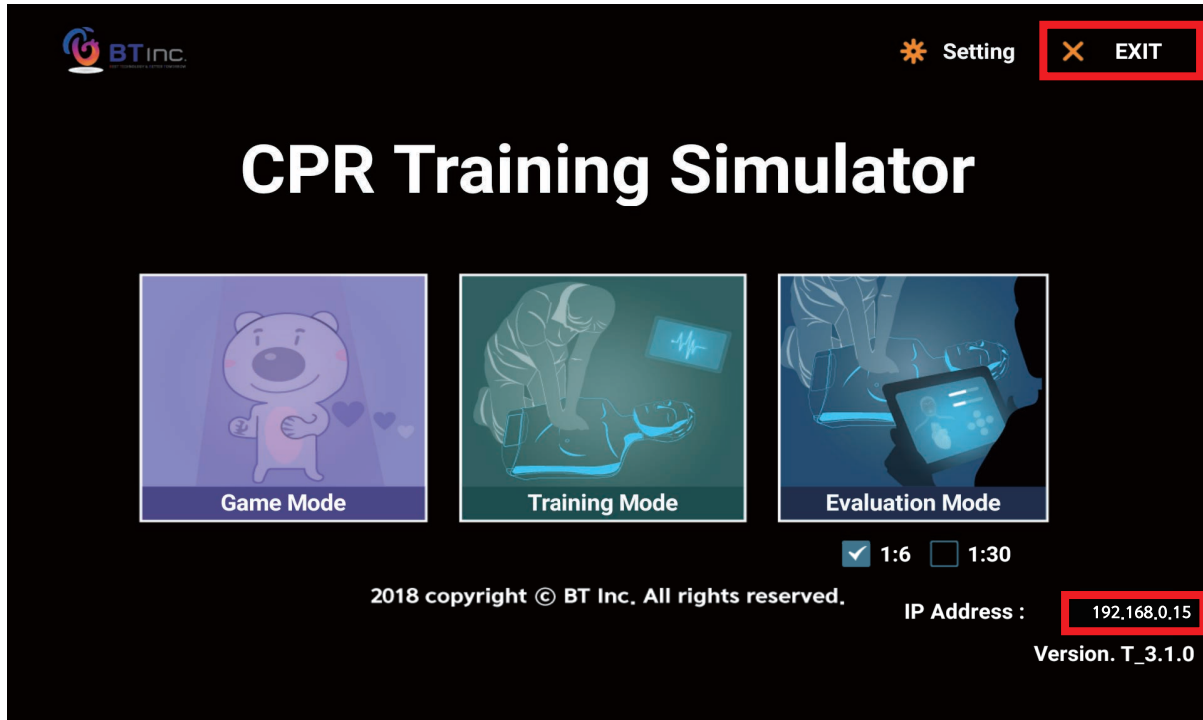 BT Inc.
Setting
EXIT
CPR Training Simulator
Game Mode
Training Mode
Evaluation Mode
1:6
1:30
2018 copyright © BT Inc. All rights reserved.
IP Address :
192.168.0.15
Version. T_3.1.0